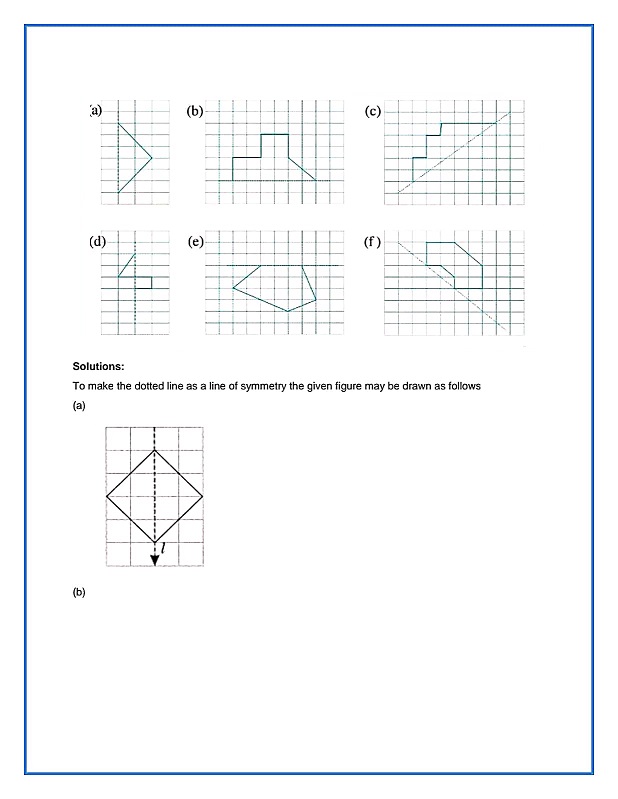 (a)
(b)
(c)
(d)
(e)
(f)
Solutions:
To make the dotted line as a line of symmetry the given figure may be drawn as follows
(a)
l
(b)